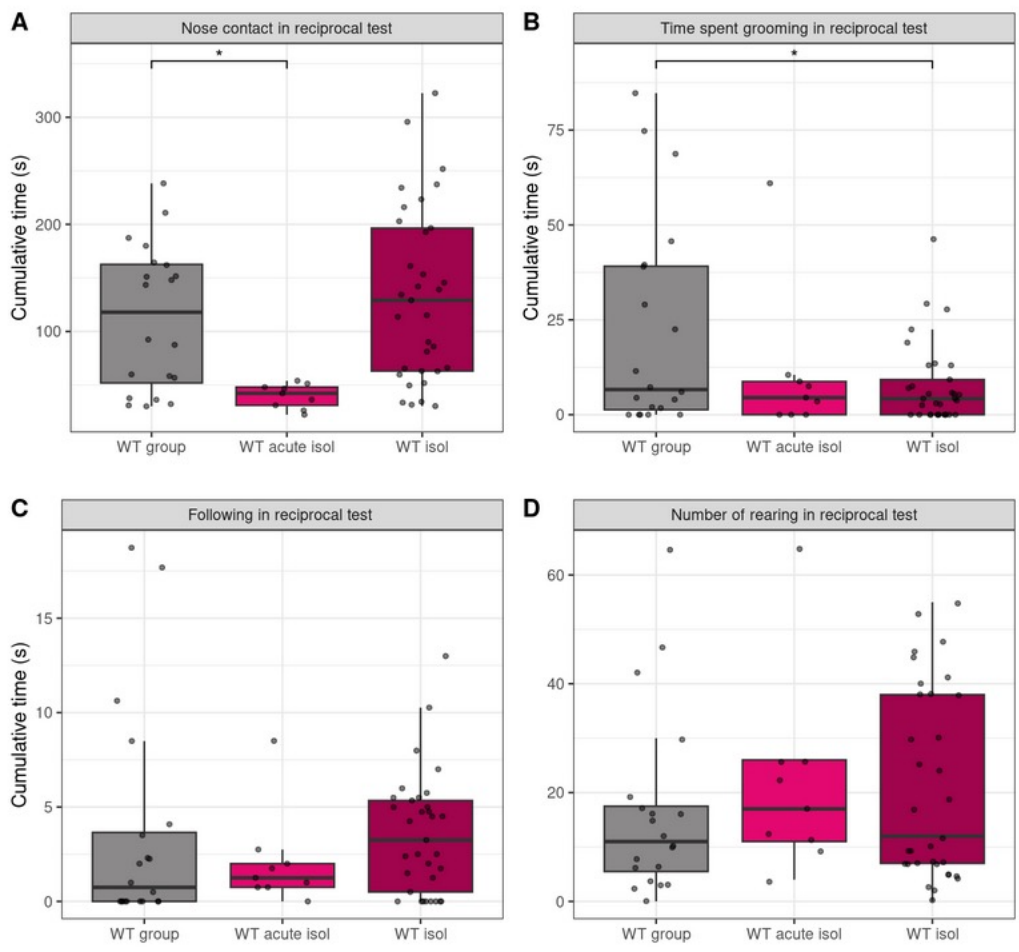 A
Nose contact in reciprocal test
*
Cumulative time (s)
300
200
100
WT group
WT acute isol
WT isol
B
Time spent grooming in reciprocal test
*
Cumulative time (s)
75
50
25
0
WT group
WT acute isol
WT isol
C
Following in reciprocal test
Cumulative time (s)
15
10
5
0
WT group
WT acute isol
WT isol
D
Number of rearing in reciprocal test
60
40
20
0
WT group
WT acute isol
WT isol